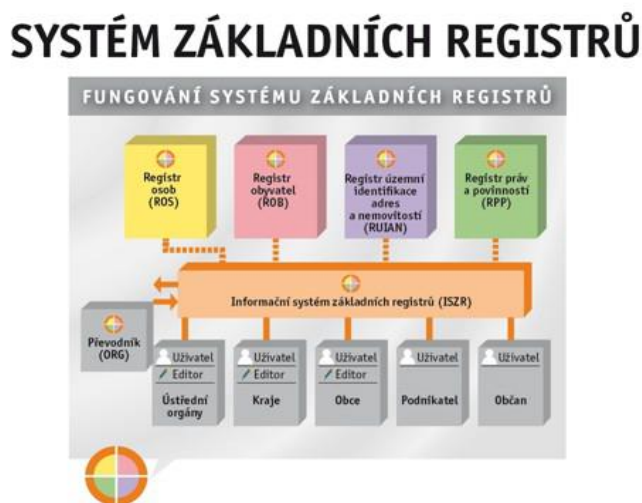 SYSTÉM ZÁKLADNÍCH REGISTRŮ
FUNGOVÁNÍ SYSTÉMU ZÁKLADNÍCH REGISTRŮ
Registr
osob
(ROS)
Registr
obyvatel
(ROB)
Registr územní
identifikace
adres
a nemovitostí
(RUIAN)
Registr práv
a povinností
(RPP)
Informační systém základních registrů (ISZR)
Převodník
(ORG)
Uživatel
Editor
Ústřední
orgány
Uživatel
Editor
Kraje
Uživatel
Editor
Obce
Uživatel
Podnikatel
Uživatel
Občan